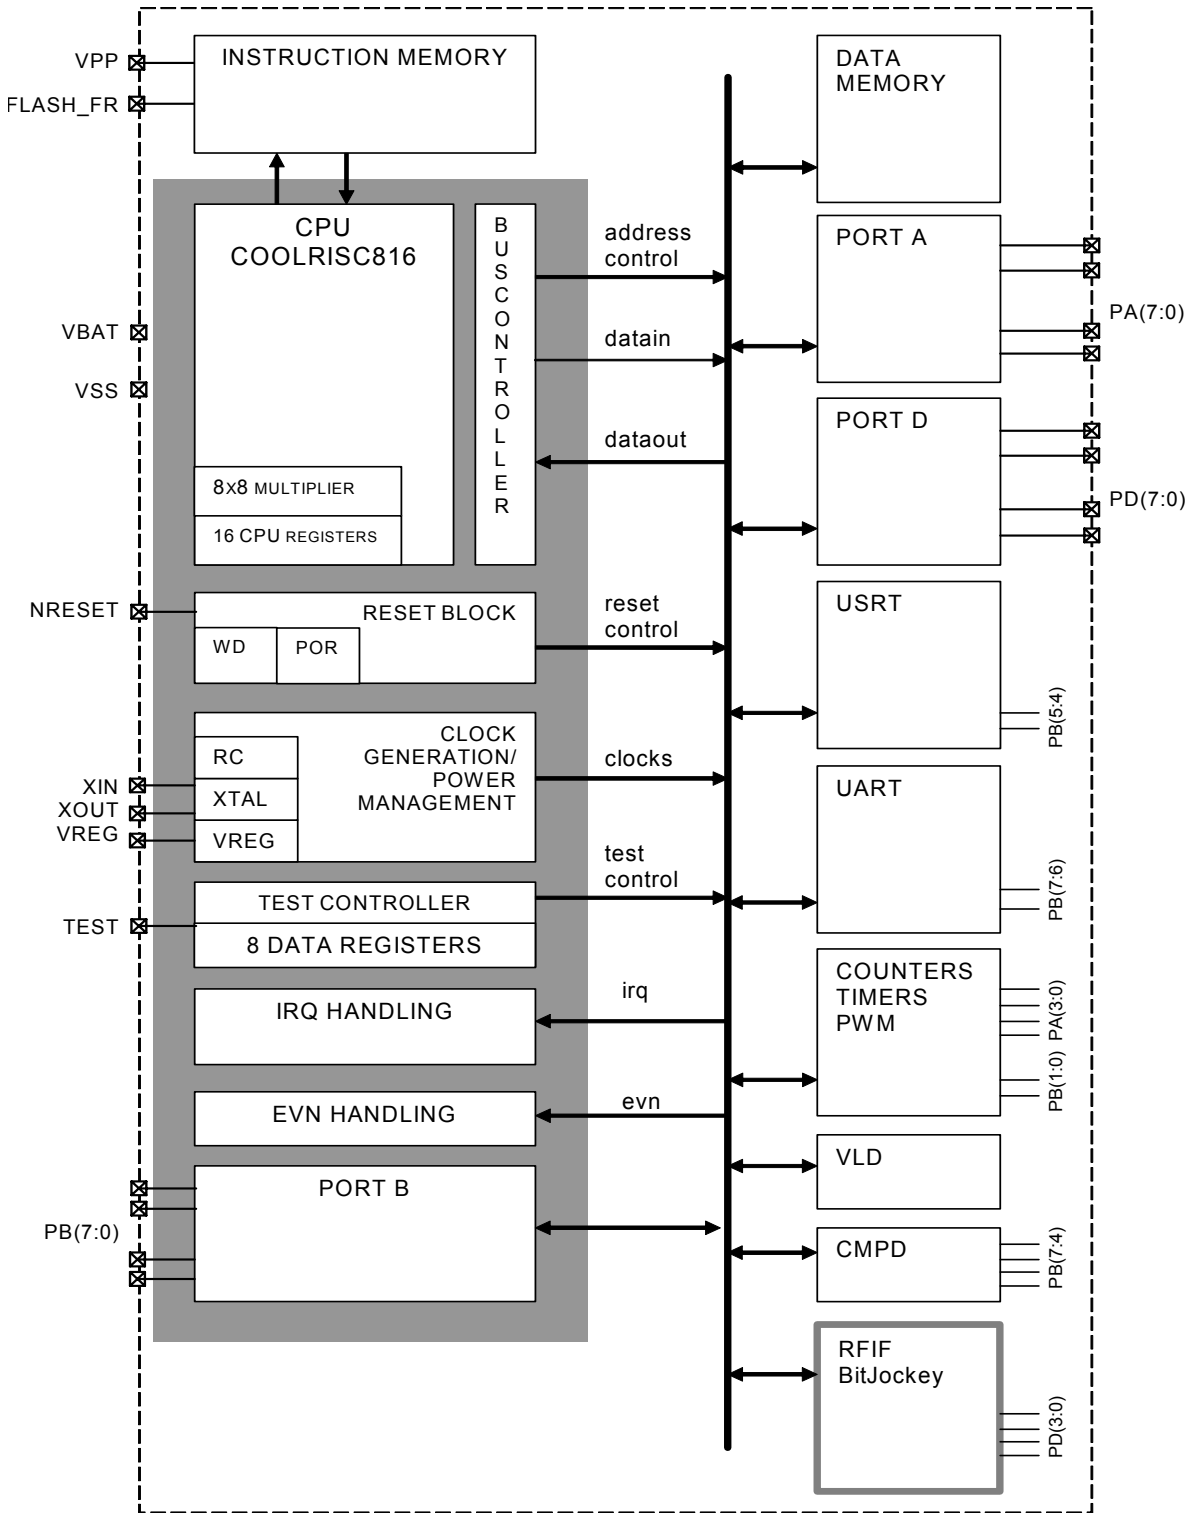 VPP
FLASH_FR
INSTRUCTION MEMORY
CPU
COOLRISC816
8X8 MULTIPLIER
16 CPU REGISTERS
BUSCONTROLLER
VBAT
VSS
NRESET
RESET BLOCK
WD
POR
XIN
XOUT
VREG
RC
XTAL
VREG
CLOCK
GENERATION/
POWER
MANAGEMENT
TEST
TEST CONTROLLER
8 DATA REGISTERS
IRQ HANDLING
EVN HANDLING
PORT B
PB(7:0)
address
control
datain
dataout
reset
control
clocks
test
control
irq
evn
DATA
MEMORY
PORT A
PA(7:0)
PORT D
PD(7:0)
USRT
PB(5:4)
UART
PB(7:6)
COUNTERS
TIMERS
PWM
PA(3:0)
PB(1:0)
VLD
CMPD
PB(7:4)
RFIF
BitJockey
PD(3:0)